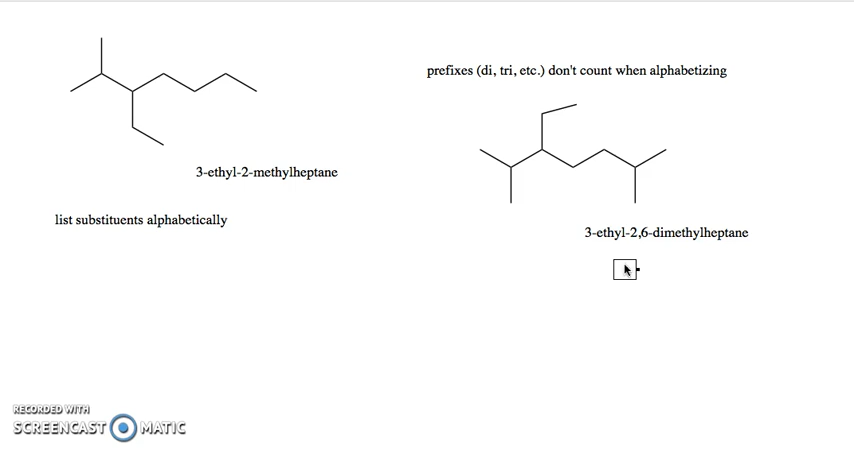 prefixes (di, tri, etc.) don't count when alphabetizing
3-ethyl-2-methylheptane
list substituents alphabetically
3-ethyl-2,6-dimethylheptane
RECORDED WITH
SCREENCAST MATIC